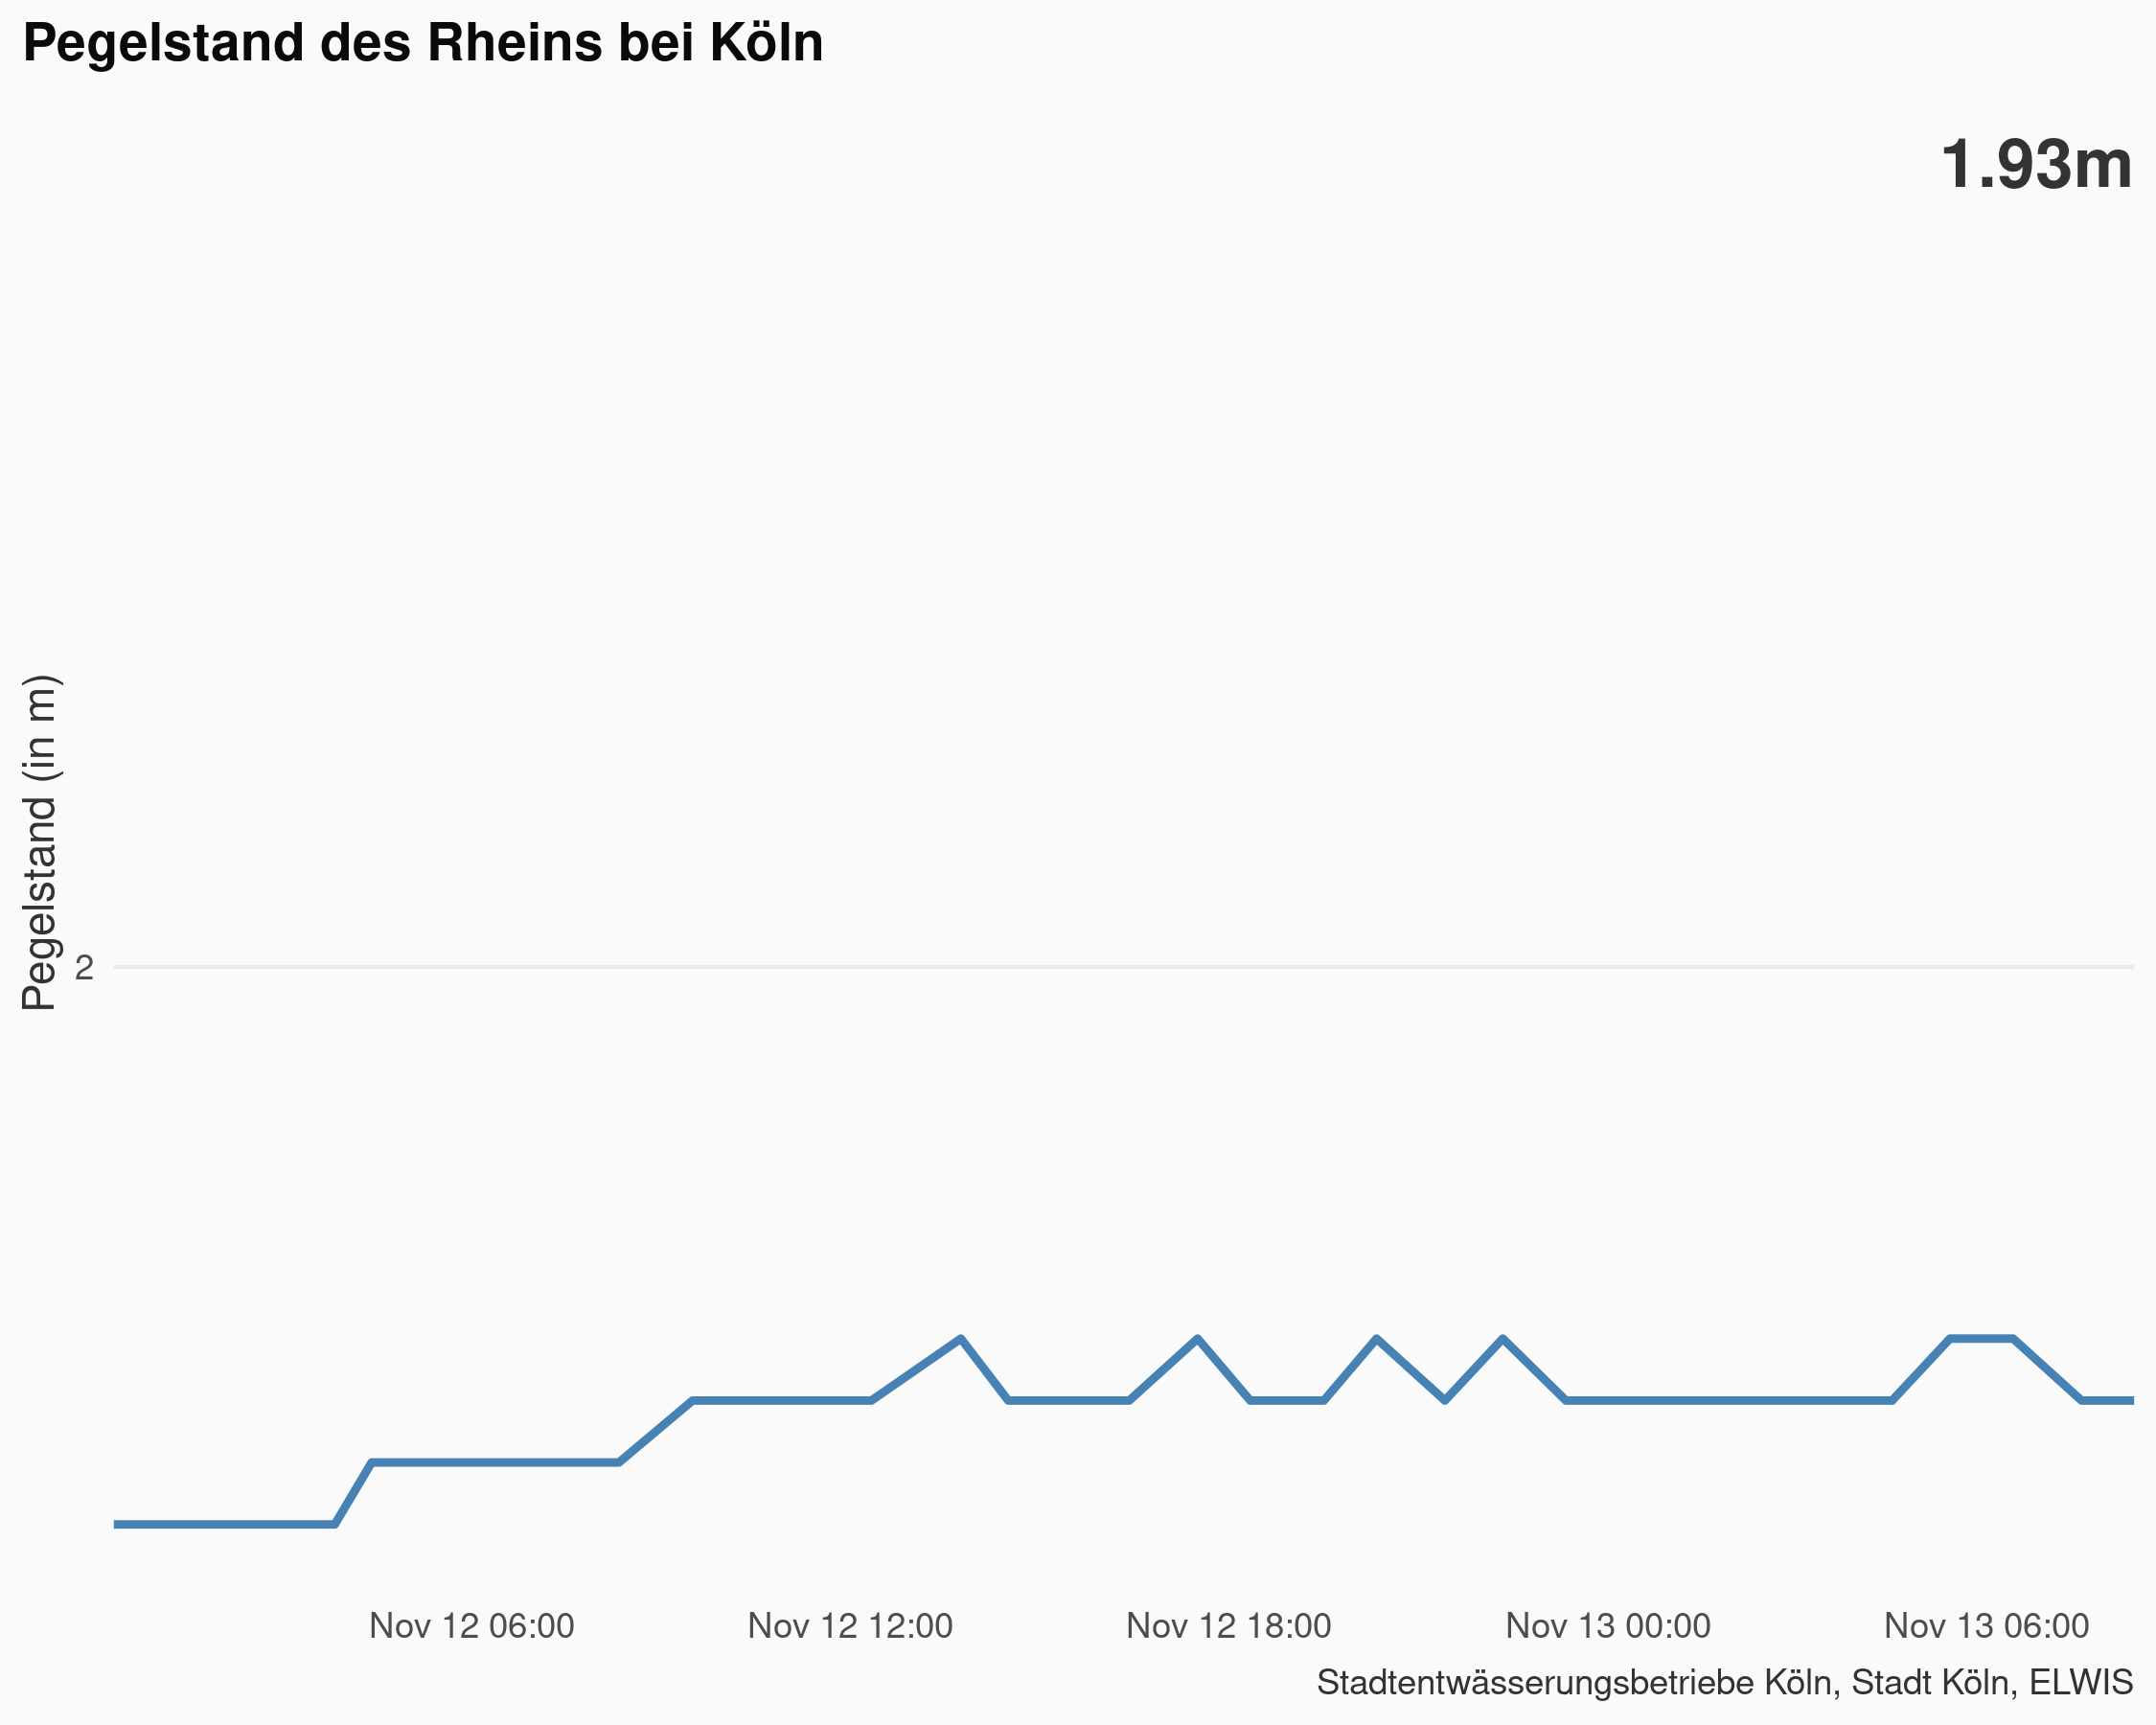 Pegelstand des Rheins bei Köln
1.93m
Pegelstand (in m)
2
Nov 12 06:00
Nov 12 12:00
Nov 12 18:00
Nov 13 00:00
Nov 13 06:00
Stadtentwässerungsbetriebe Köln, Stadt Köln, ELWIS